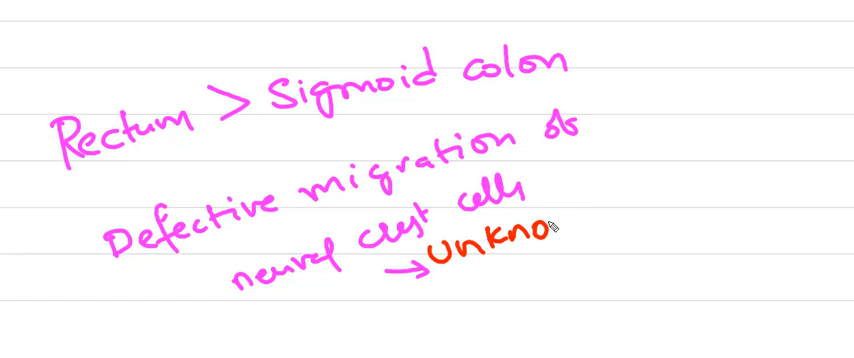 Rectum > Sigmoid colon
Defective migration of
neural crest cells
→ Unkno